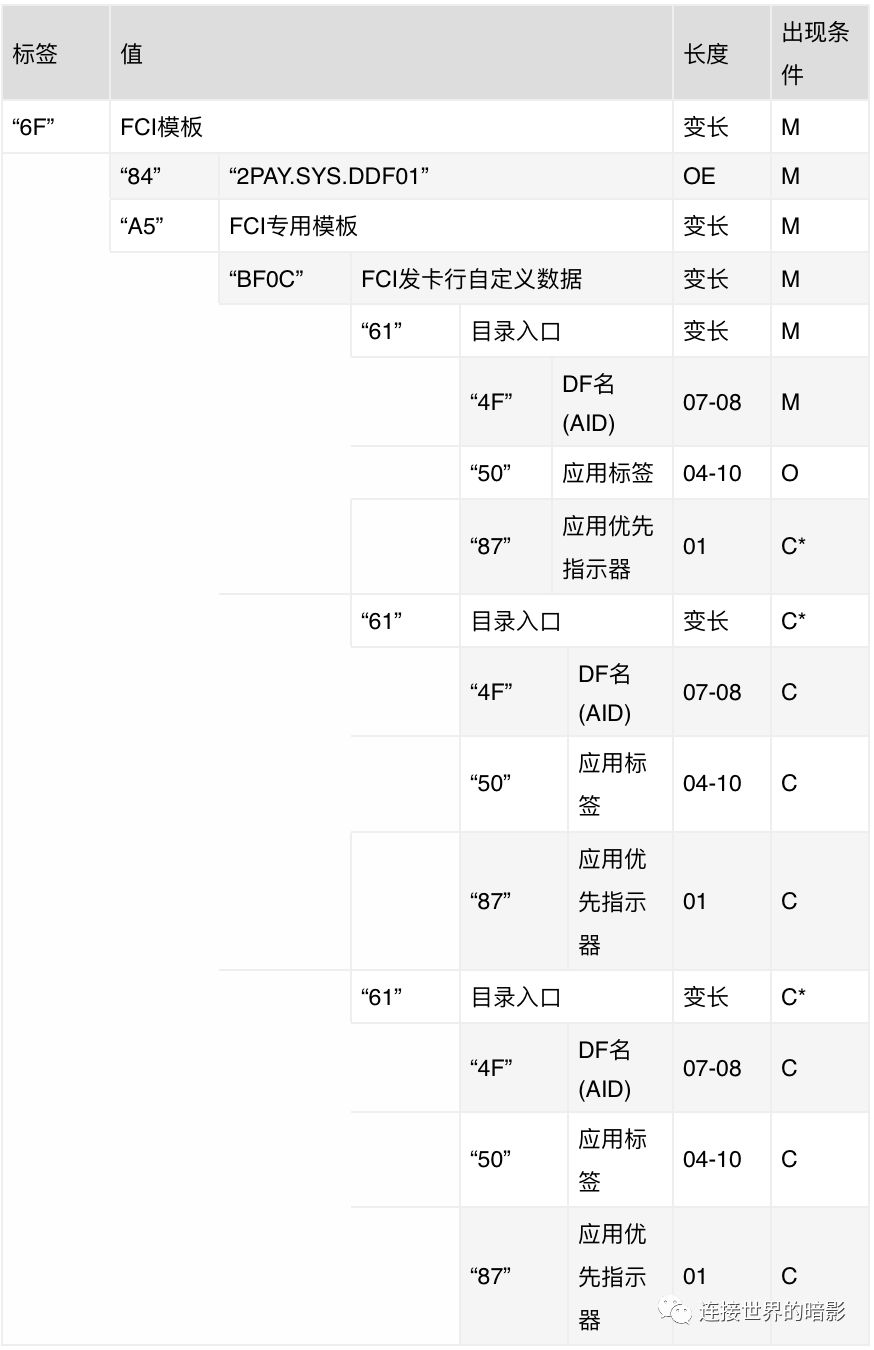 标签 值 长度 出现条
件
“6F” FCI模板 变长 M
“84” “2PAY.SYS.DDF01” OE M
“A5” FCI专用模板 变长 M
“BF0C” FCI发卡行自定义数据 变长 M
“61” 目录入口 变长 M
“4F” DF名
(AID) 07-08 M
“50” 应用标签 04-10 O
“87” 应用优先
指示器 01 C*
“61” 目录入口 变长 C*
“4F” DF名
(AID) 07-08 C
“50” 应用标
签 04-10 C
“87” 应用优
先指示
器 01 C
“61” 目录入口 变长 C*
“4F” DF名
(AID) 07-08 C
“50” 应用标
签 04-10 C
“87” 应用优
先指示
器 01 C
连接世界的暗影